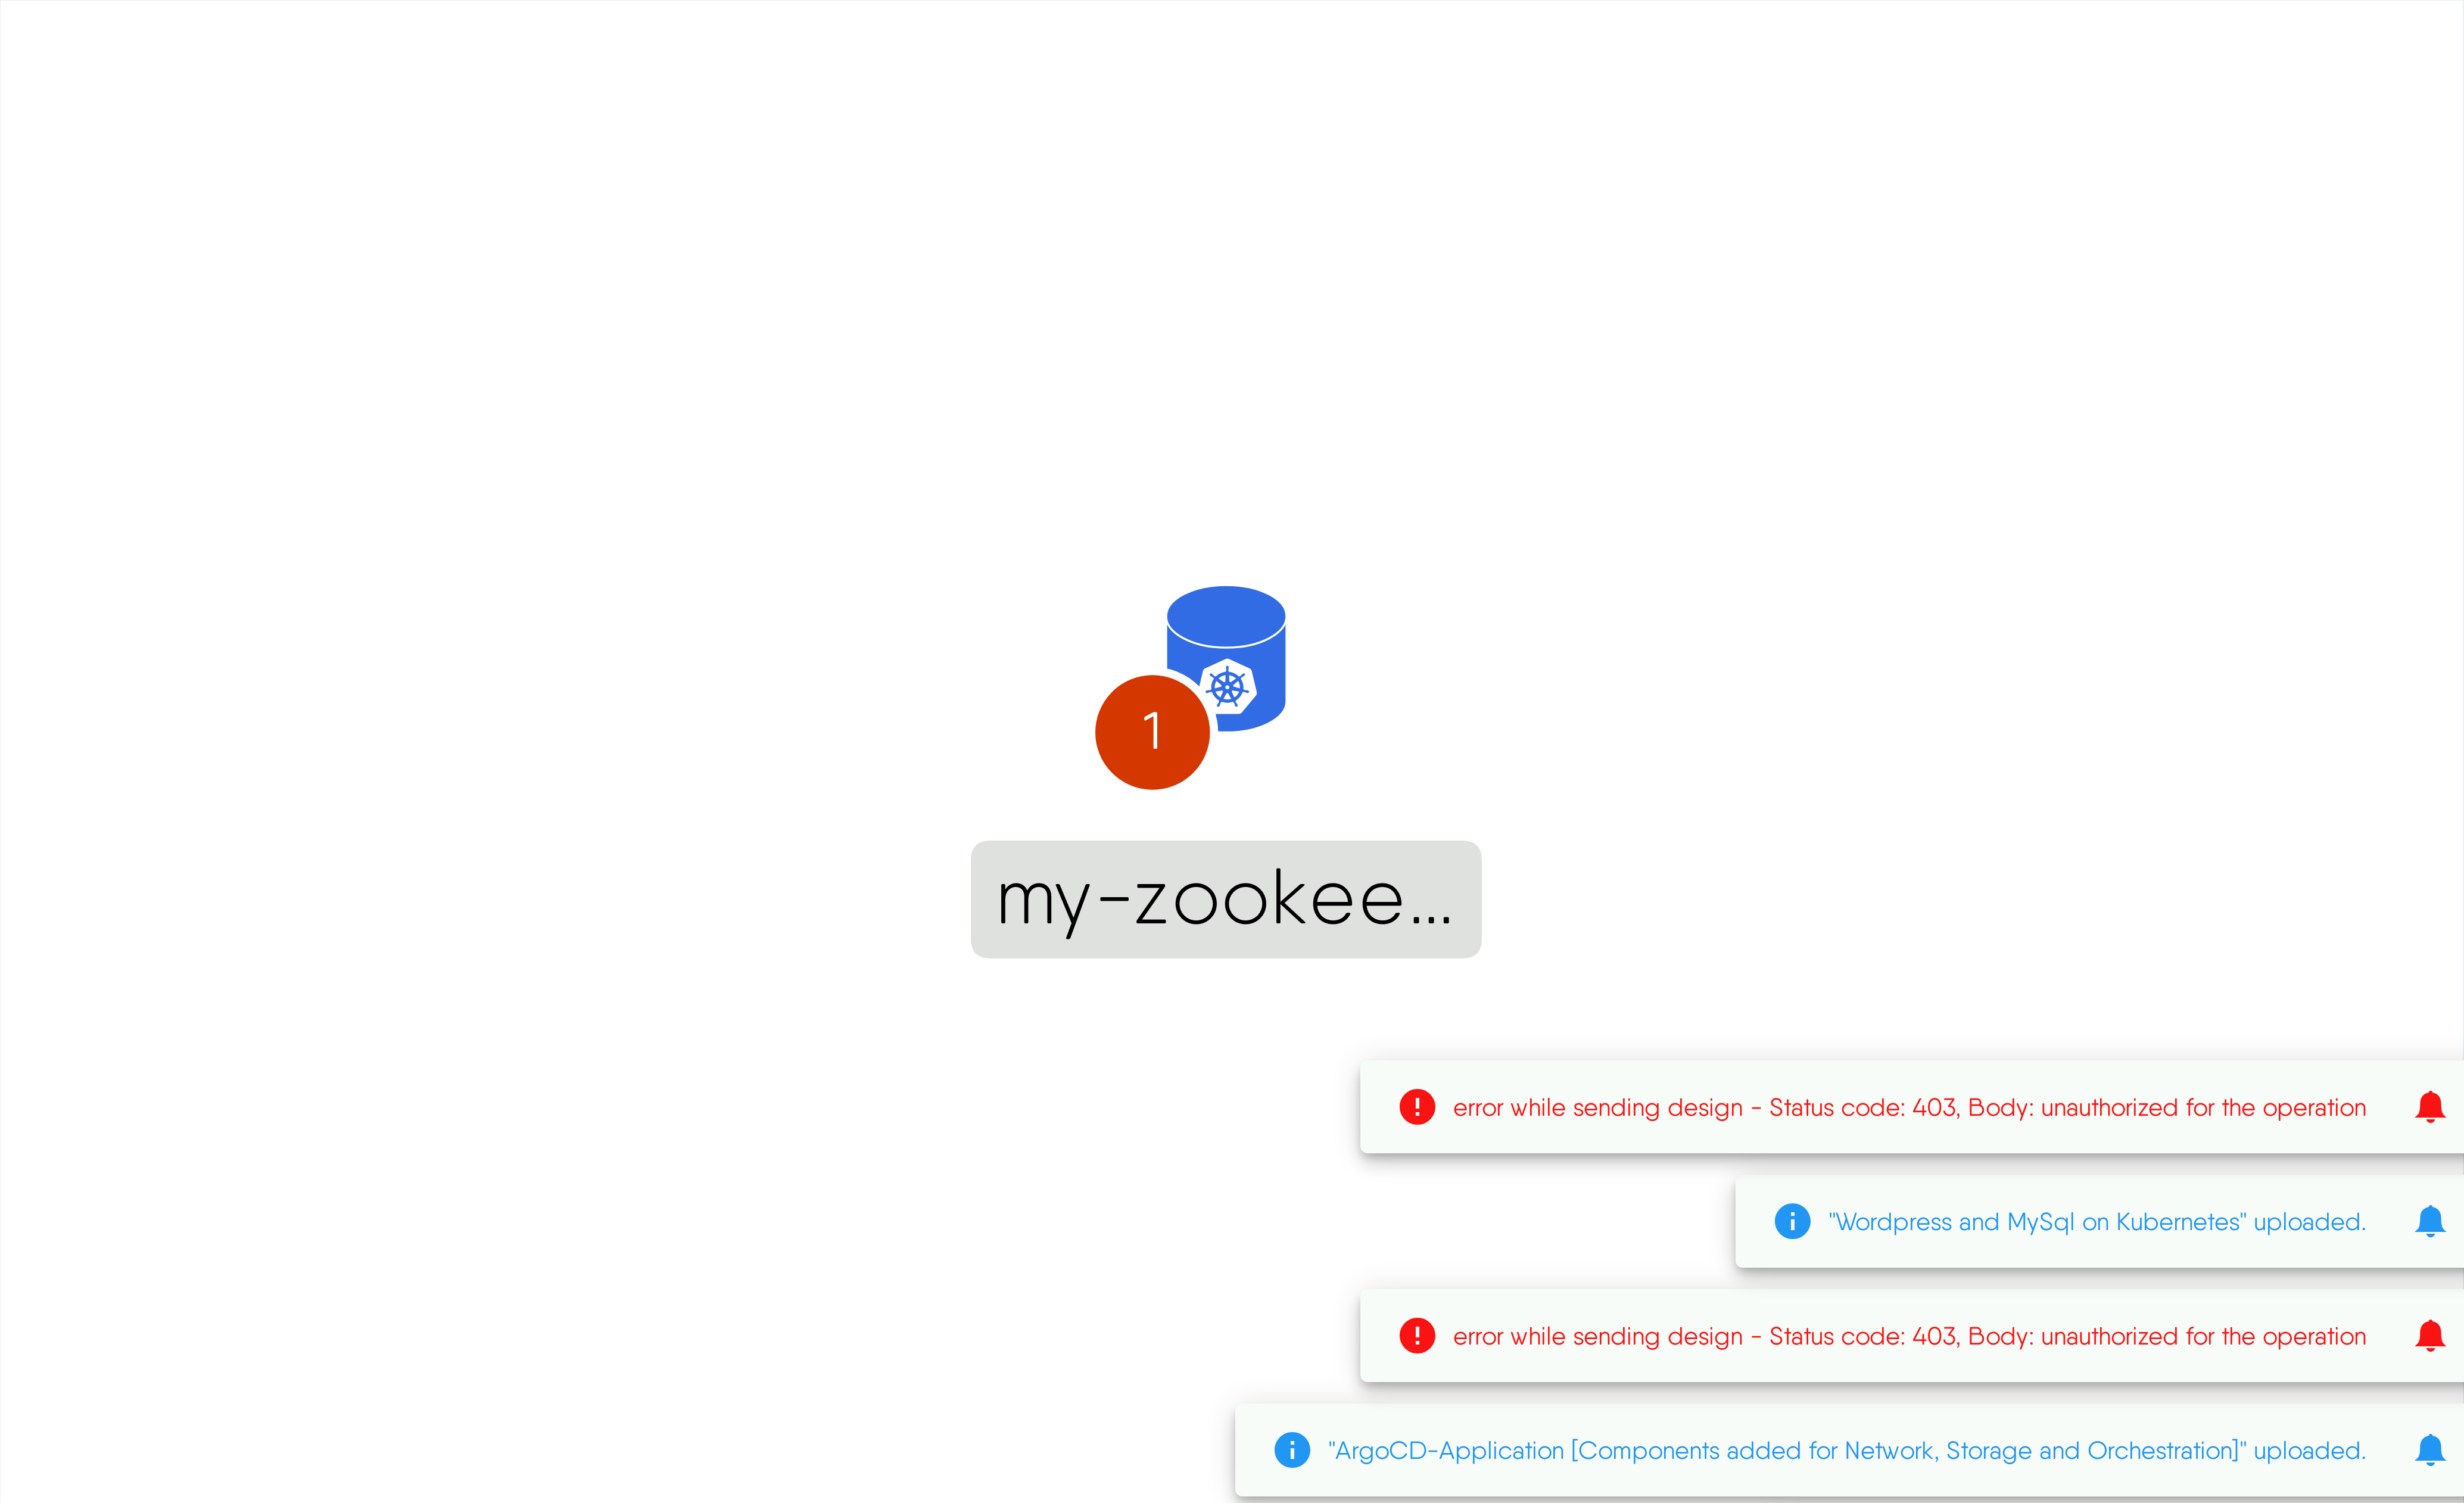 1
my-zookee...
error while sending design - Status code: 403, Body: unauthorized for the operation
"Wordpress and MySql on Kubernetes" uploaded.
error while sending design - Status code: 403, Body: unauthorized for the operation
"ArgoCD-Application [Components added for Network, Storage and Orchestration]" uploaded.